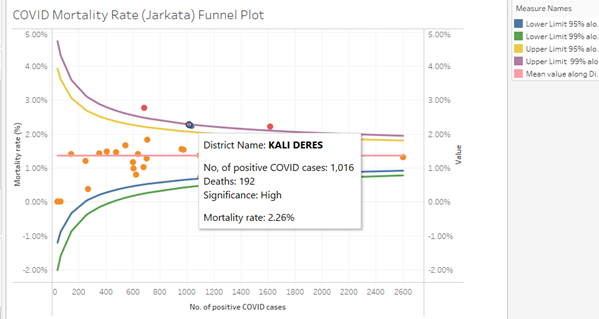 COVID Mortality Rate (Jarkata) Funnel Plot
Measure Names
Lower Limit 95% alo..
Lower Limit 99% alo..
Upper Limit 95% alo..
Upper Limit 99% alo..
Mean value along Di..
5.00%
4.00%
3.00%
2.00%
1.00%
0.00%
-1.00%
-2.00%
Mortality rate (%)
5.00%
4.00%
3.00%
2.00%
1.00%
0.00%
-1.00%
-2.00%
Value
District Name: KALI DERES
No, of positive COVID cases: 1,016
Deaths: 192
Significance: High
Mortality rate: 2.26%
0 200 400 600 800 1000 1200 1400 1600 1800 2000 2200 2400 2600
No. of positive COVID cases